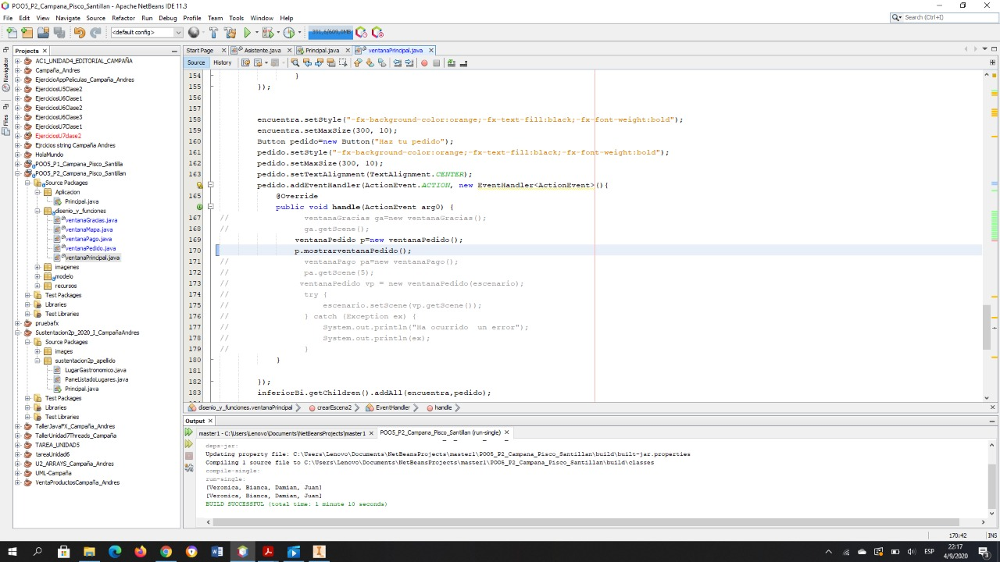 POO5_P2_Campana_Pisco_Santillan - Apache NetBeans IDE 11.3
File Edit View Navigate Source Refactor Run Debug Profile Team Tools Window Help
Search (Ctrl+I)
<default config>
391,6/609,0MB
Projects
Navigator
Files
AC1_UNIDAD4_EDITORIAL_CAMPAÑA
Campaña_Andres
EjercicioAppPeliculas_Campaña_Andres
EjerciciosU5Clase2
EjerciciosU6Clase1
EjerciciosU6Clase2
EjerciciosU6Clase3
EjerciciosU7Clase1
EjerciciosU7clase2
Ejrcicios string Campaña Andres
HolaMundo
POO5_P1_Campana_Pisco_Santilla
POO5_P2_Campana_Pisco_Santillan
Source Packages
Aplicacion
Principal.java
disenio_y_funciones
ventanaGracias.java
ventanaMapa.java
ventanaPago.java
ventanaPedido.java
ventanaPrincipal.java
imagenes
modelo
recursos
Test Packages
Libraries
Test Libraries
pruebafx
Sustentacion2p_2020_I_CampañaAndres
Source Packages
images
sustentacion2p_apellido
LugarGastronomico.java
PaneListadoLugares.java
Principal.java
Test Packages
Libraries
Test Libraries
TallerJavaFX_Campaña_Andres
TallerUnidad7Threads_Campaña
TAREA_UNIDAD5
tareaUnidad6
U2_ARRAYS_Campaña_Andres
UML-Campaña
VentaProductosCampaña_Andres
Start Page Asistente.java Principal.java ventanaPrincipal.java
Source History
154 }
155 });
156
157
158 encuentra.setStyle("-fx-background-color:orange;-fx-text-fill:black;-fx-font-weight:bold");
159 encuentra.setMaxSize(300, 10);
160 Button pedido=new Button("Haz tu pedido");
161 pedido.setStyle("-fx-background-color:orange;-fx-text-fill:black;-fx-font-weight:bold");
162 pedido.setMaxSize(300, 10);
163 pedido.setTextAlignment(TextAlignment.CENTER);
pedido.addEventHandler(ActionEvent.ACTION, new EventHandler<ActionEvent>(){
165 @Override
public void handle(ActionEvent arg0) {
167 // ventanaGracias ga=new ventanaGracias();
168 // ga.getScene();
169 ventanaPedido p=new ventanaPedido();
170 p.mostrarventanaPedido();
171 // ventanaPago pa=new ventanaPago();
172 // pa.getScene(5);
173 // ventanaPedido vp = new ventanaPedido(escenario);
174 // try {
175 // escenario.setScene(vp.getScene());
176 // } catch (Exception ex) {
177 // System.out.println("Ha ocurrido un error");
178 // System.out.println(ex);
179 // }
180 }
181
182 });
183 inferiorBi.getChildren().addAll(encuentra,pedido);
disenio_y_funciones.ventanaPrincipal crearEscena2 EventHandler handle
Output
master1 - C:\Users\Lenovo\Documents\NetBeansProjects\master1 POO5_P2_Campana_Pisco_Santillan (run-single)
deps-jar:
Updating property file: C:\Users\Lenovo\Documents\NetBeansProjects\master1\POO5_P2_Campana_Pisco_Santillan\build\built-jar.properties
Compiling 1 source file to C:\Users\Lenovo\Documents\NetBeansProjects\master1\POO5_P2_Campana_Pisco_Santillan\build\classes
compile-single:
run-single:
[Veronica, Bianca, Damian, Juan]
[Veronica, Bianca, Damian, Juan]
BUILD SUCCESSFUL (total time: 1 minute 10 seconds)
170:42 INS
ESP
22:17
4/9/2020
3